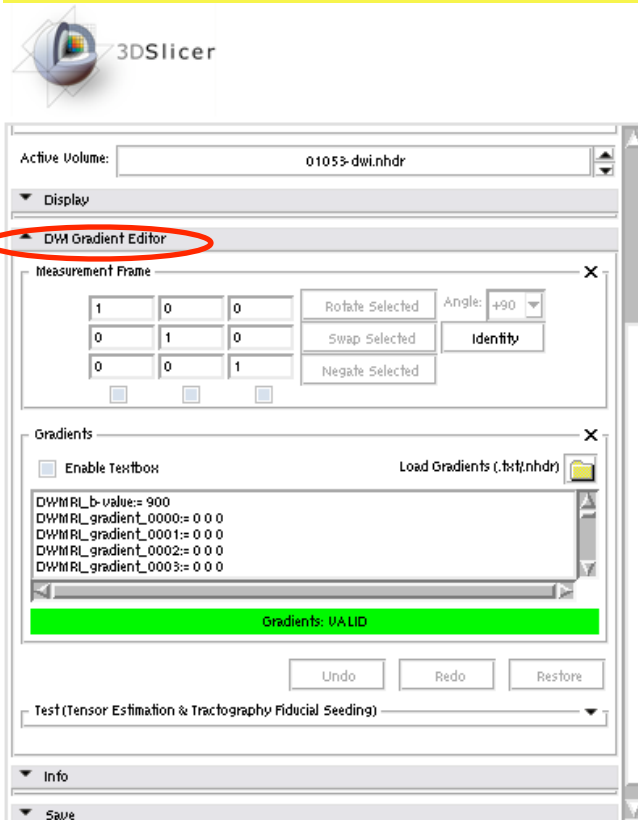 3DSlicer
Active Volume: 01053-dwi.nhdr
Display
DWI Gradient Editor
Measurement Frame
1 0 0 Rotate Selected Angle: +90
0 1 0 Swap Selected Identity
0 0 1 Negate Selected
Gradients
Enable Textbox Load Gradients (.txt/.nhdr)
DWMRI_b-value:= 900
DWMRI_gradient_0000:= 0 0 0
DWMRI_gradient_0001:= 0 0 0
DWMRI_gradient_0002:= 0 0 0
DWMRI_gradient_0003:= 0 0 0
Gradients: VALID
Undo Redo Restore
Test (Tensor Estimation & Tractography Fiducial Seeding)
Info
Save